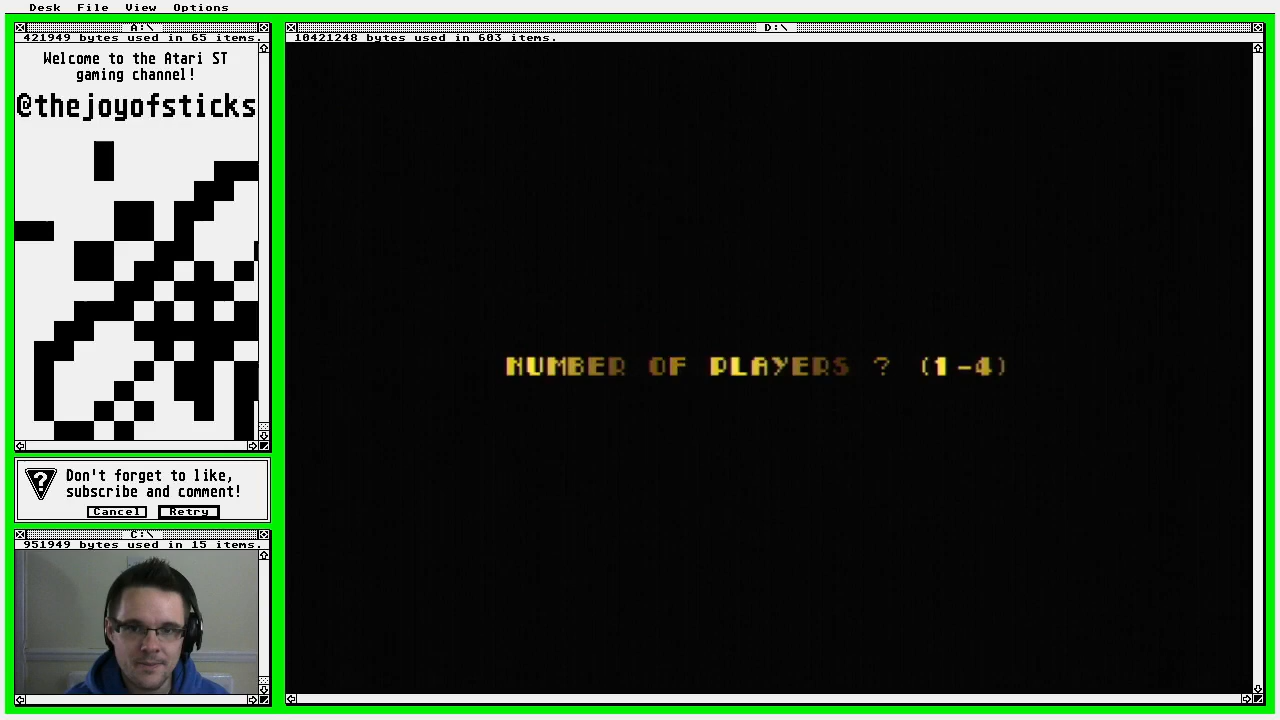 Desk File View Options
A:\
421949 bytes used in 65 items.
Welcome to the Atari ST
gaming channel!
@thejoyofsticks
Don't forget to like,
subscribe and comment!
Cancel Retry
C:\
951949 bytes used in 15 items.
D:\
10421248 bytes used in 603 items.
NUMBER OF PLAYERS ? (1-4)